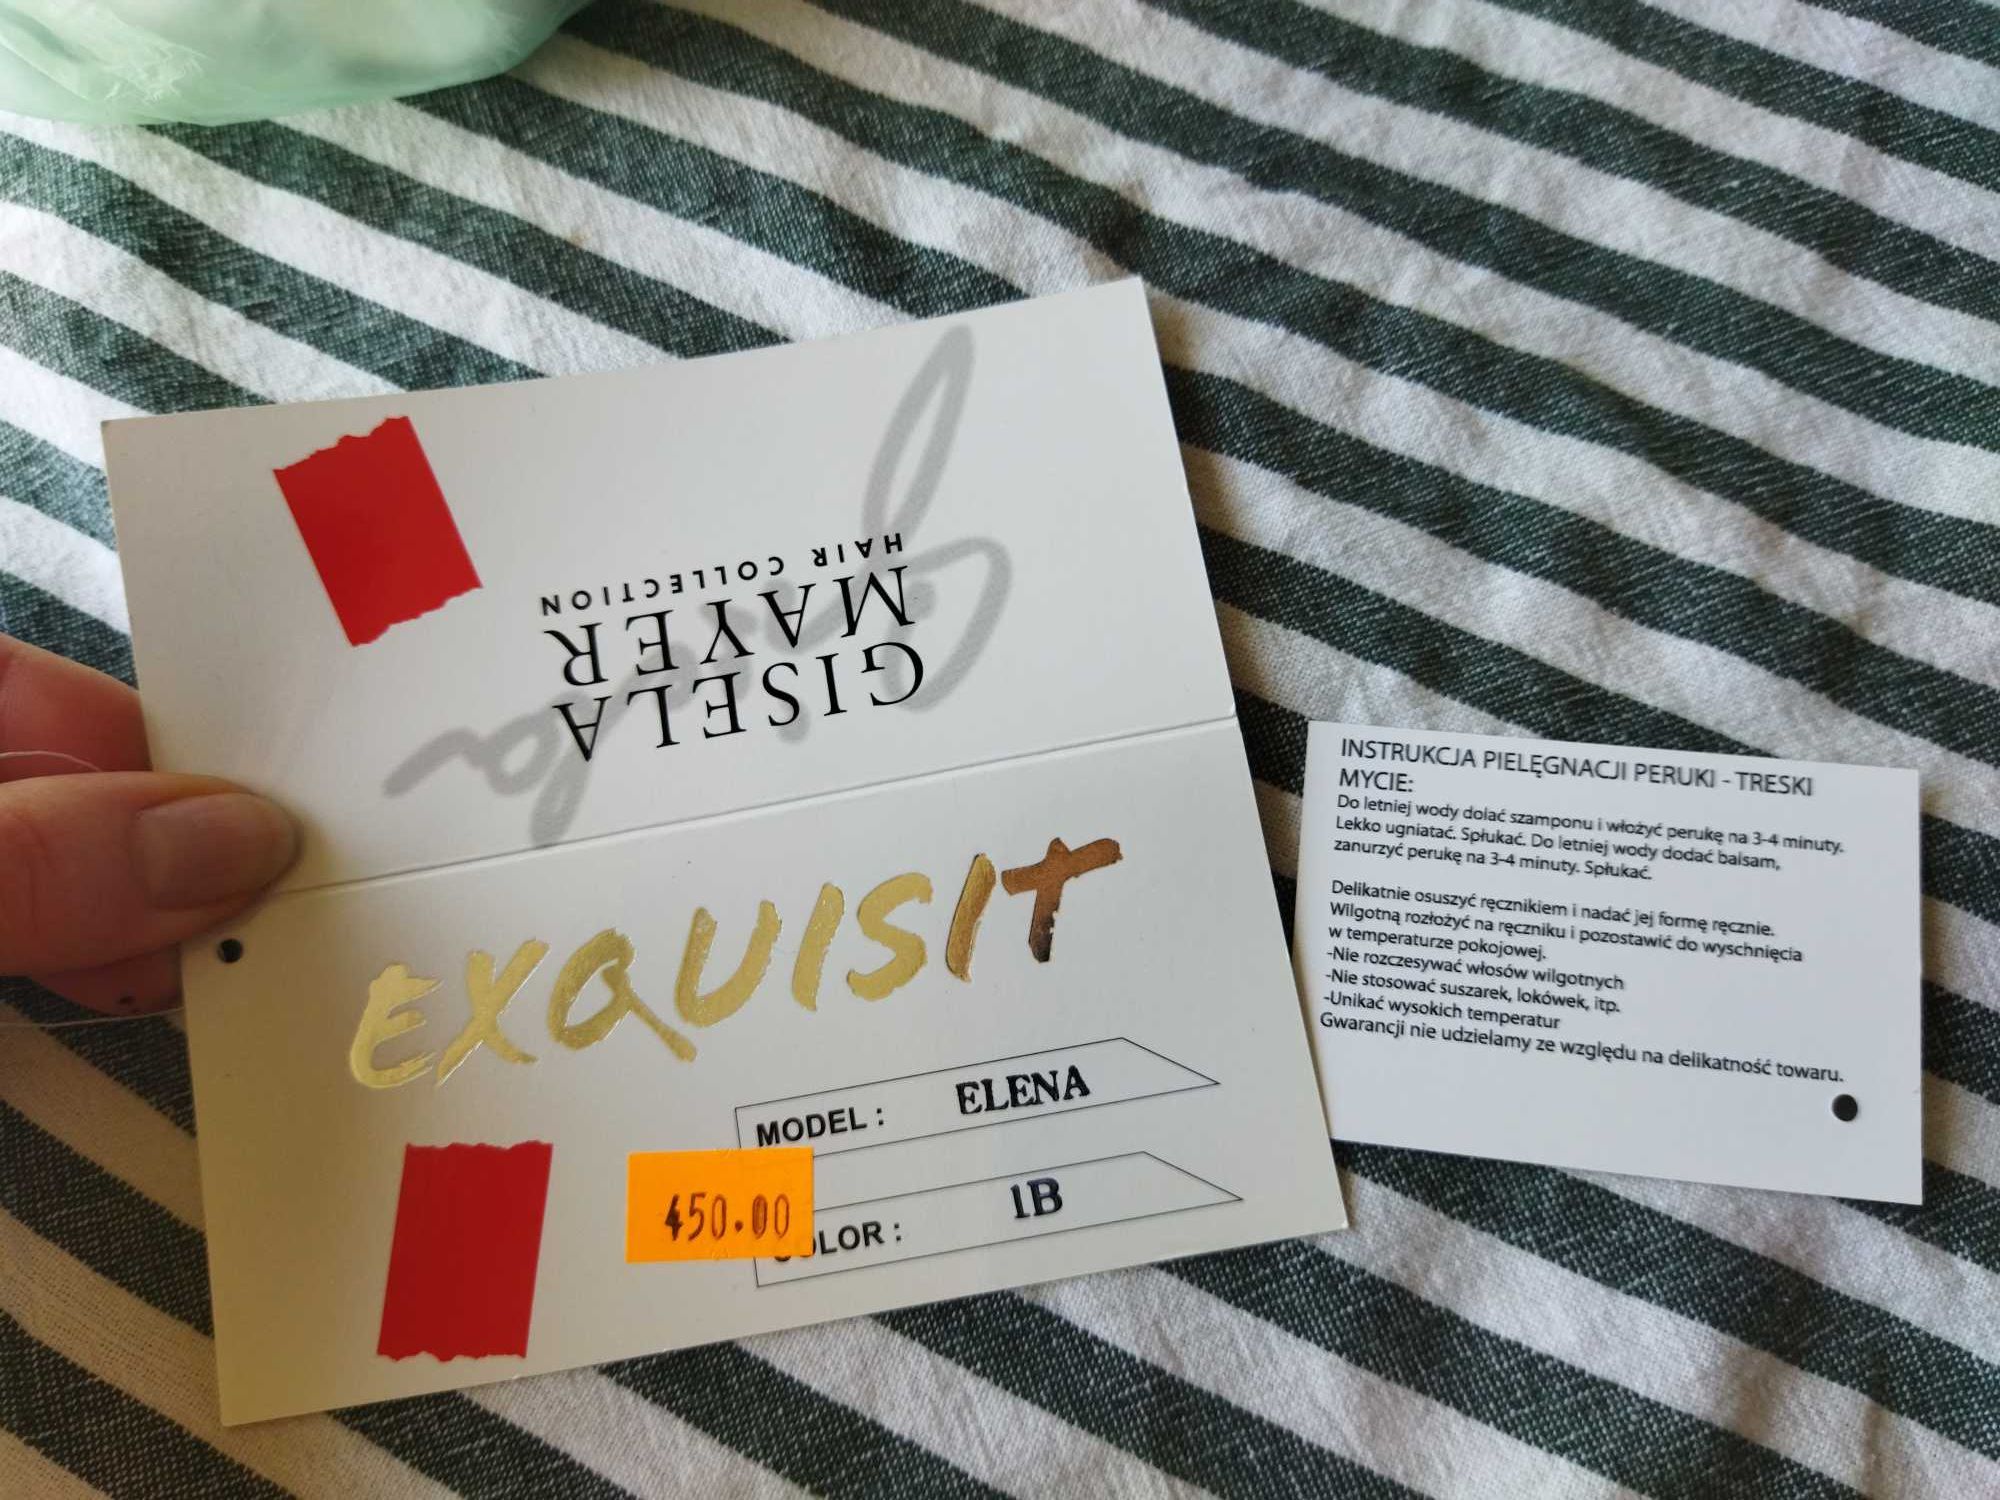 GISELA
MAYER
HAIR COLLECTION
Gisela
EXQUISIT
MODEL : ELENA
450.00
COLOR : 1B
INSTRUKCJA PIELĘGNACJI PERUKI - TRESKI
MYCIE:
Do letniej wody dolać szamponu i włożyć perukę na 3-4 minuty.
Lekko ugniatać. Spłukać. Do letniej wody dodać balsam,
zanurzyć perukę na 3-4 minuty. Spłukać.
Delikatnie osuszyć ręcznikiem i nadać jej formę ręcznie.
Wilgotną rozłożyć na ręczniku i pozostawić do wyschnięcia
w temperaturze pokojowej.
-Nie rozczesywać włosów wilgotnych
-Nie stosować suszarek, lokówek, itp.
-Unikać wysokich temperatur
Gwarancji nie udzielamy ze względu na delikatność towaru.